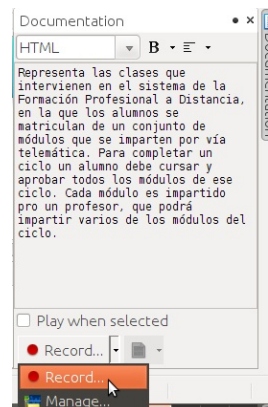 Documentation
HTML
B
Representa las clases que
intervienen en el sistema de la
Formación Profesional a Distancia,
en la que los alumnos se
matriculan de un conjunto de
módulos que se imparten por vía
telemática. Para completar un
ciclo un alumno debe cursar y
aprobar todos los módulos de ese
ciclo. Cada módulo es impartido
pro un profesor, que podrá
impartir varios de los módulos del
ciclo.
Documentation
Play when selected
Record...
Record...
Manage...